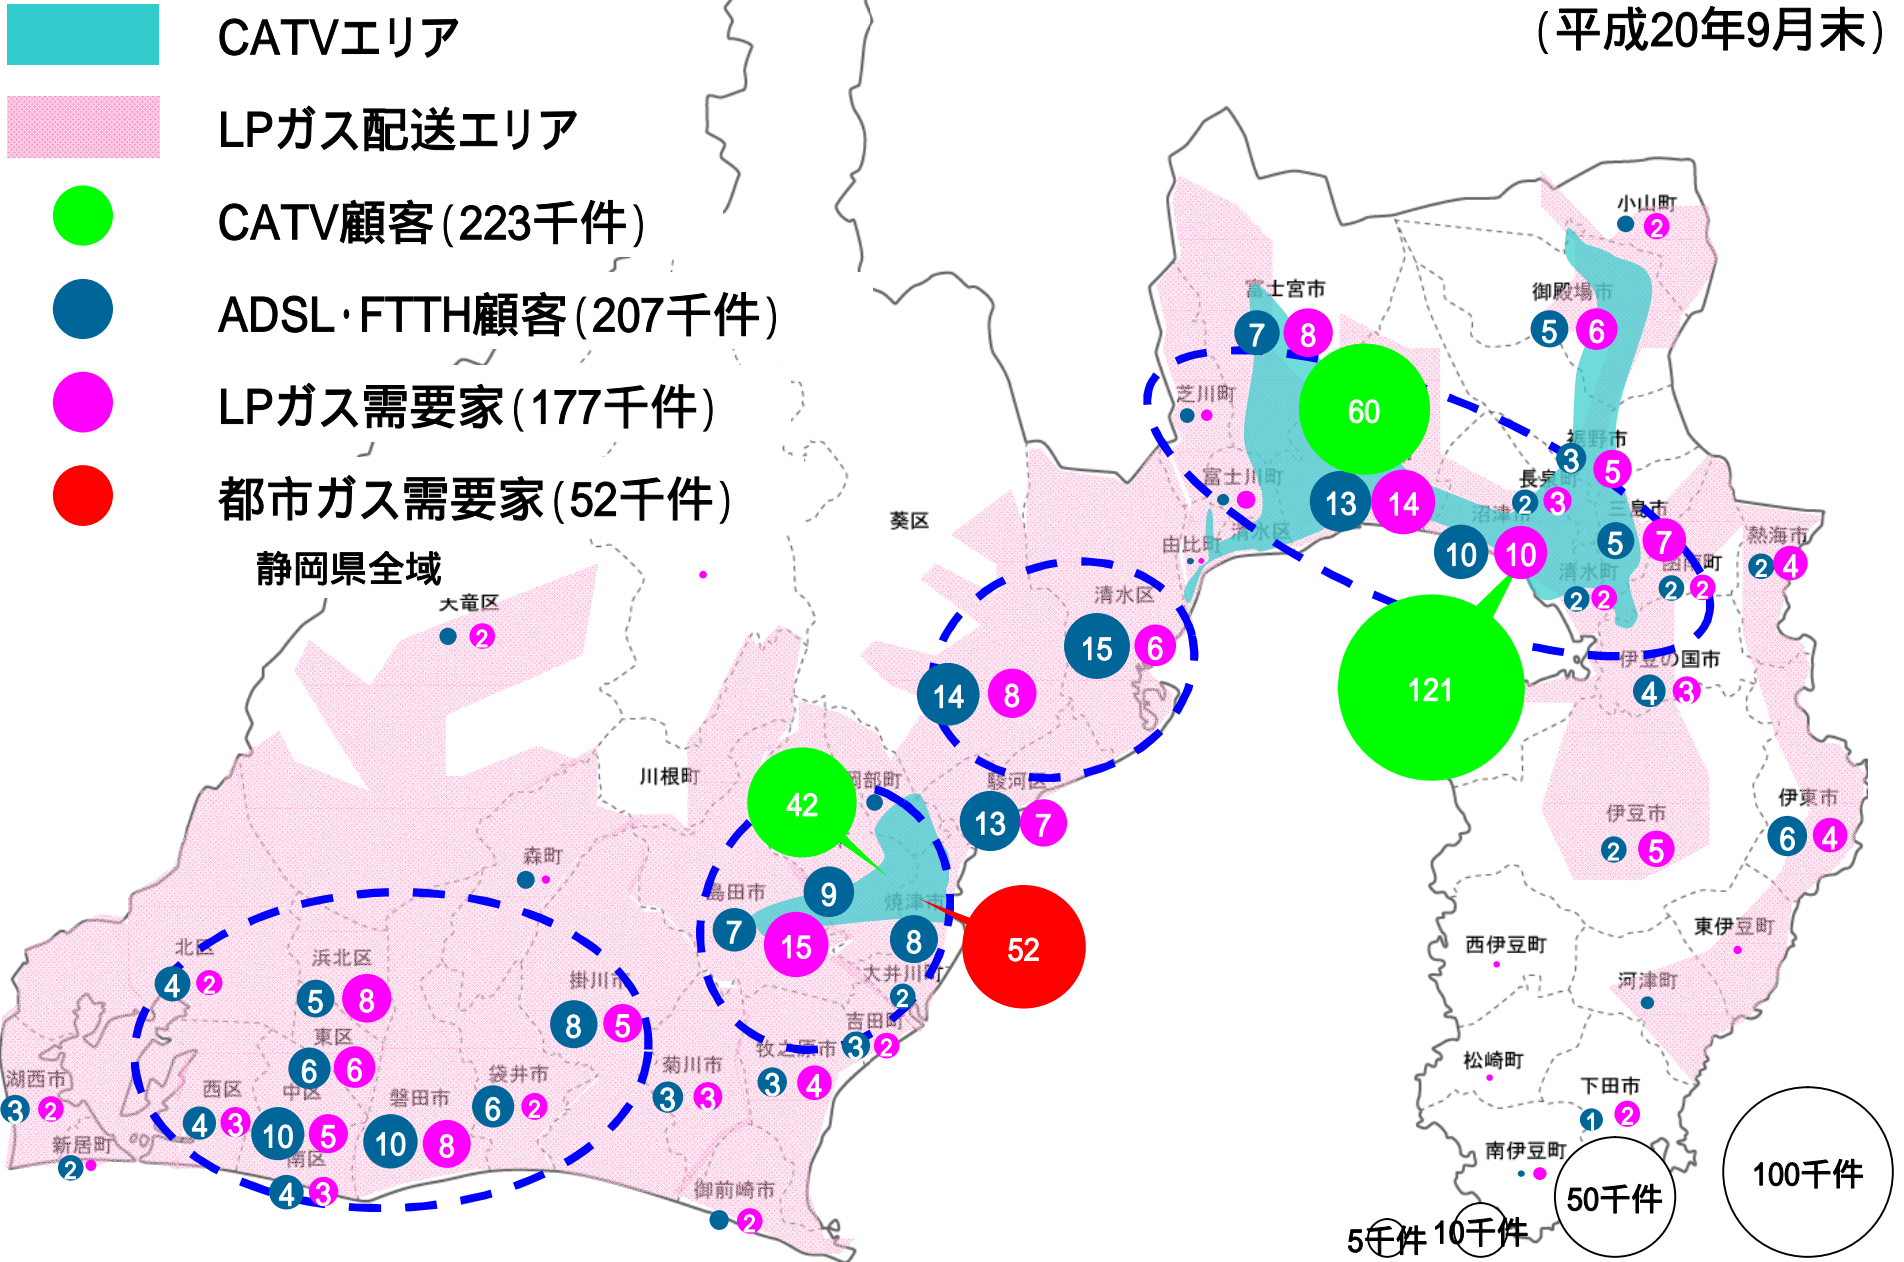 (平成20年9月末)
CATVエリア
LPガス配送エリア
CATV顧客(223千件)
ADSL・FTTH顧客(207千件)
LPガス需要家(177千件)
都市ガス需要家(52千件)
静岡県全域
小山町
2
富士宮市
7 8
御殿場市
5 6
芝川町
60
裾野市
3 5
富士川町
13 14
長泉町
2 3
沼津市
10 10
三島市
5 7
熱海市
2 4
葵区
清水区
由比町
清水町
2 2
函南町
2 2
天竜区
2
清水区
15 6
14 8
121
伊豆の国市
4 3
川根町
岡部町
42
駿河区
13 7
伊豆市
2 5
伊東市
6 4
森町
島田市
7
9
15
焼津市
8
52
大井川町
2
吉田町
3 2
牧之原市
3 4
西伊豆町
東伊豆町
河津町
北区
4 2
浜北区
5 8
掛川市
8 5
東区
6 6
湖西市
3 2
西区
4 3
中区
10 5
磐田市
10 8
袋井市
6 2
菊川市
3 3
新居町
2
南区
4 3
御前崎市
2
松崎町
下田市
1 2
南伊豆町
5千件
10千件
50千件
100千件